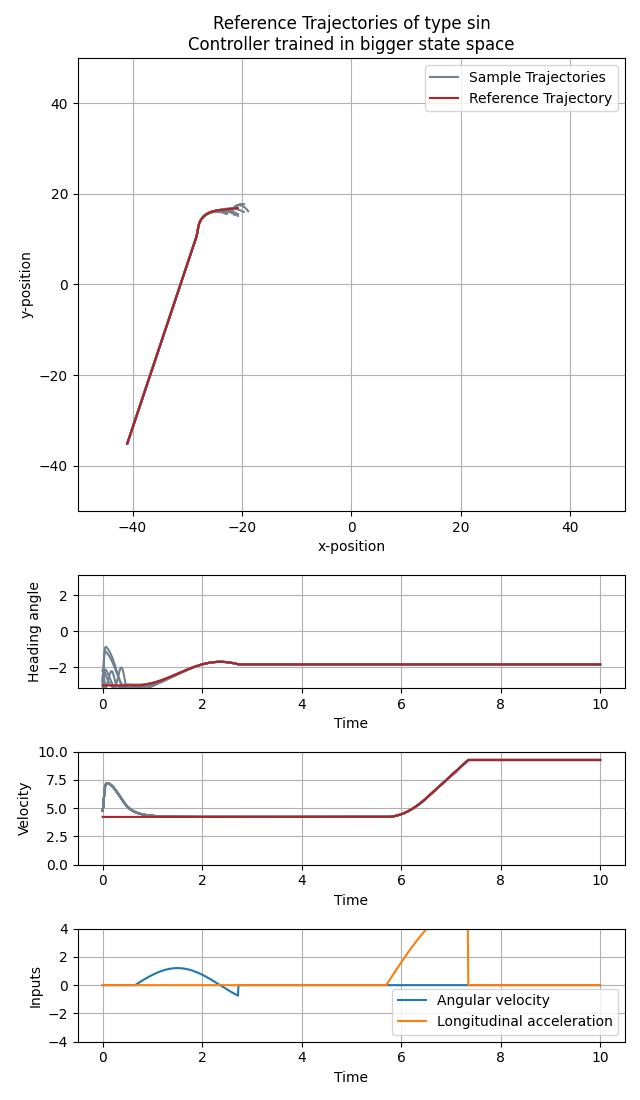 Reference Trajectories of type sin
Controller trained in bigger state space
Sample Trajectories
Reference Trajectory
40
20
0
−20
−40
y-position
−40 −20 0 20 40
x-position
2
0
−2
Heading angle
0 2 4 6 8 10
Time
10.0
7.5
5.0
2.5
0.0
Velocity
0 2 4 6 8 10
Time
4
2
0
−2
−4
Inputs
Angular velocity
Longitudinal acceleration
0 2 4 6 8 10
Time